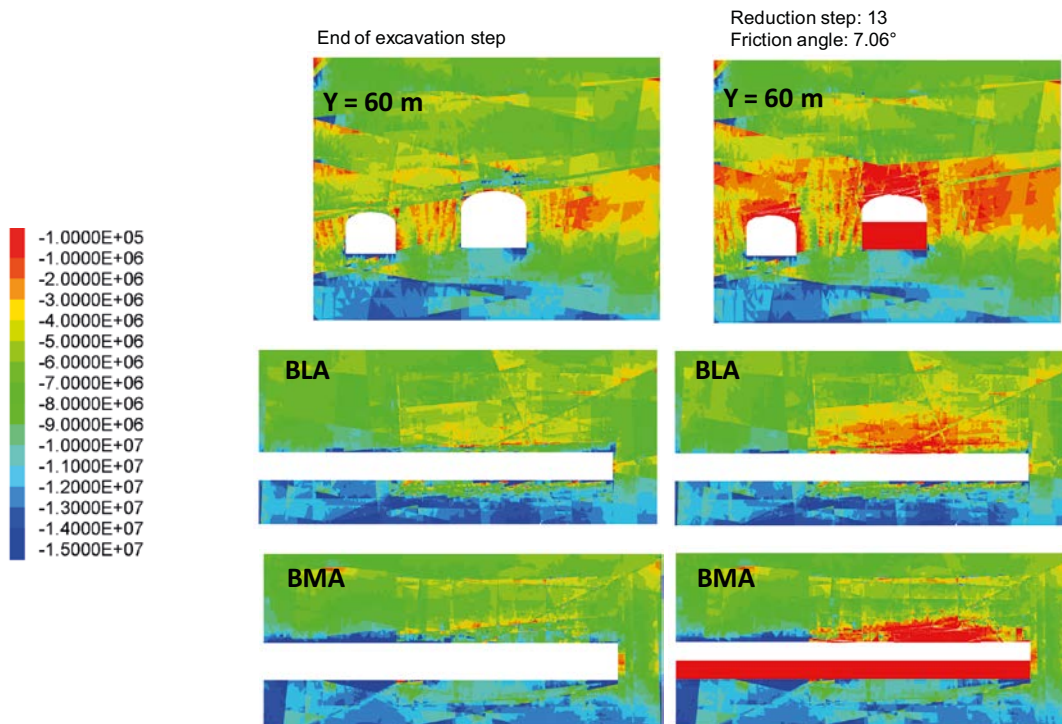 End of excavation step
Reduction step: 13
Friction angle: 7.06°
Y = 60 m
Y = 60 m
-1.0000E+05
-1.0000E+06
-2.0000E+06
-3.0000E+06
-4.0000E+06
-5.0000E+06
-6.0000E+06
-7.0000E+06
-8.0000E+06
-9.0000E+06
-1.0000E+07
-1.1000E+07
-1.2000E+07
-1.3000E+07
-1.4000E+07
-1.5000E+07
BLA
BLA
BMA
BMA